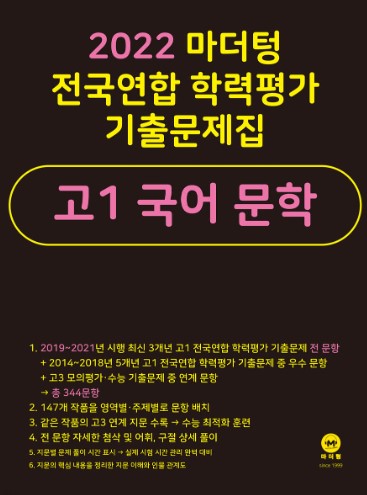 2022 마더텅
전국연합 학력평가
기출문제집
고1 국어 문학
1. 2019~2021년 시행 최신 3개년 고1 전국연합 학력평가 기출문제 전 문항
+ 2014~2018년 5개년 고1 전국연합 학력평가 기출문제 중 우수 문항
+ 고3 모의평가·수능 기출문제 중 연계 문항
→ 총 344문항
2. 147개 작품을 영역별·주제별로 문항 배치
3. 같은 작품의 고3 연계 지문 수록 → 수능 최적화 훈련
4. 전 문항 자세한 첨삭 및 어휘, 구절 상세 풀이
5. 지문별 문제 풀이 시간 표시 → 실제 시험 시간 관리 완벽 대비
6. 지문의 핵심 내용을 정리한 지문 이해와 인물 관계도
마더텅
since 1999